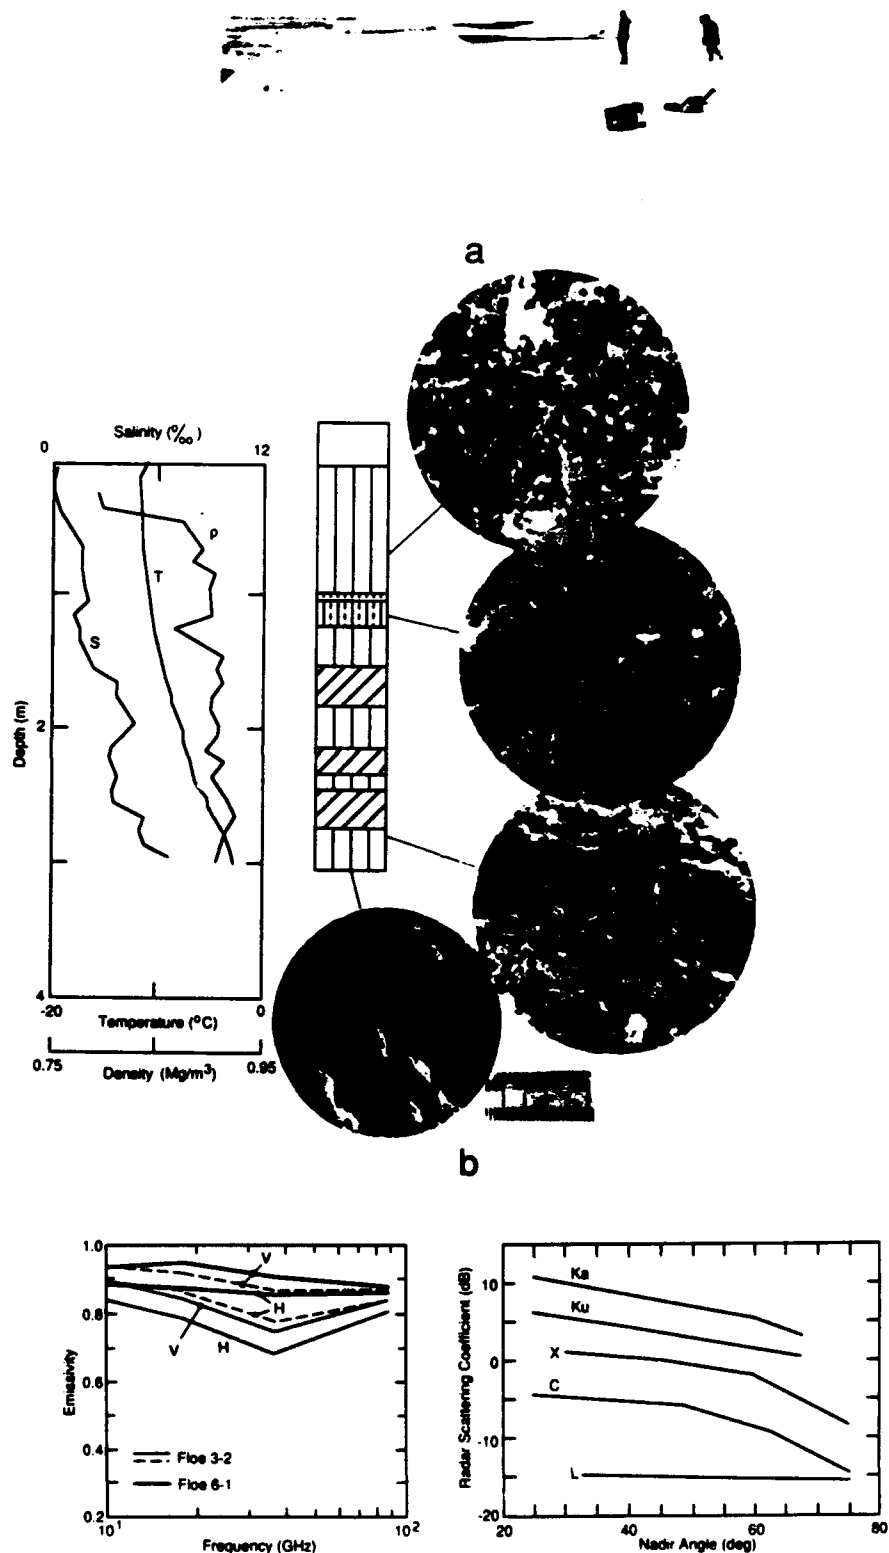 a
Salinity (‰)
0
12
ρ
T
S
Depth (m)
2
4
-20
0
Temperature (°C)
0.75
0.95
Density (Mg/m³)
b
1.0
0.8
0.6
0.4
0.2
Emissivity
V
H
V
H
Floe 3-2
Floe 6-1
10¹
10²
Frequency (GHz)
10
0
-10
-20
Radar Scattering Coefficient (dB)
Ka
Ku
X
C
L
20
40
60
80
Nadir Angle (deg)